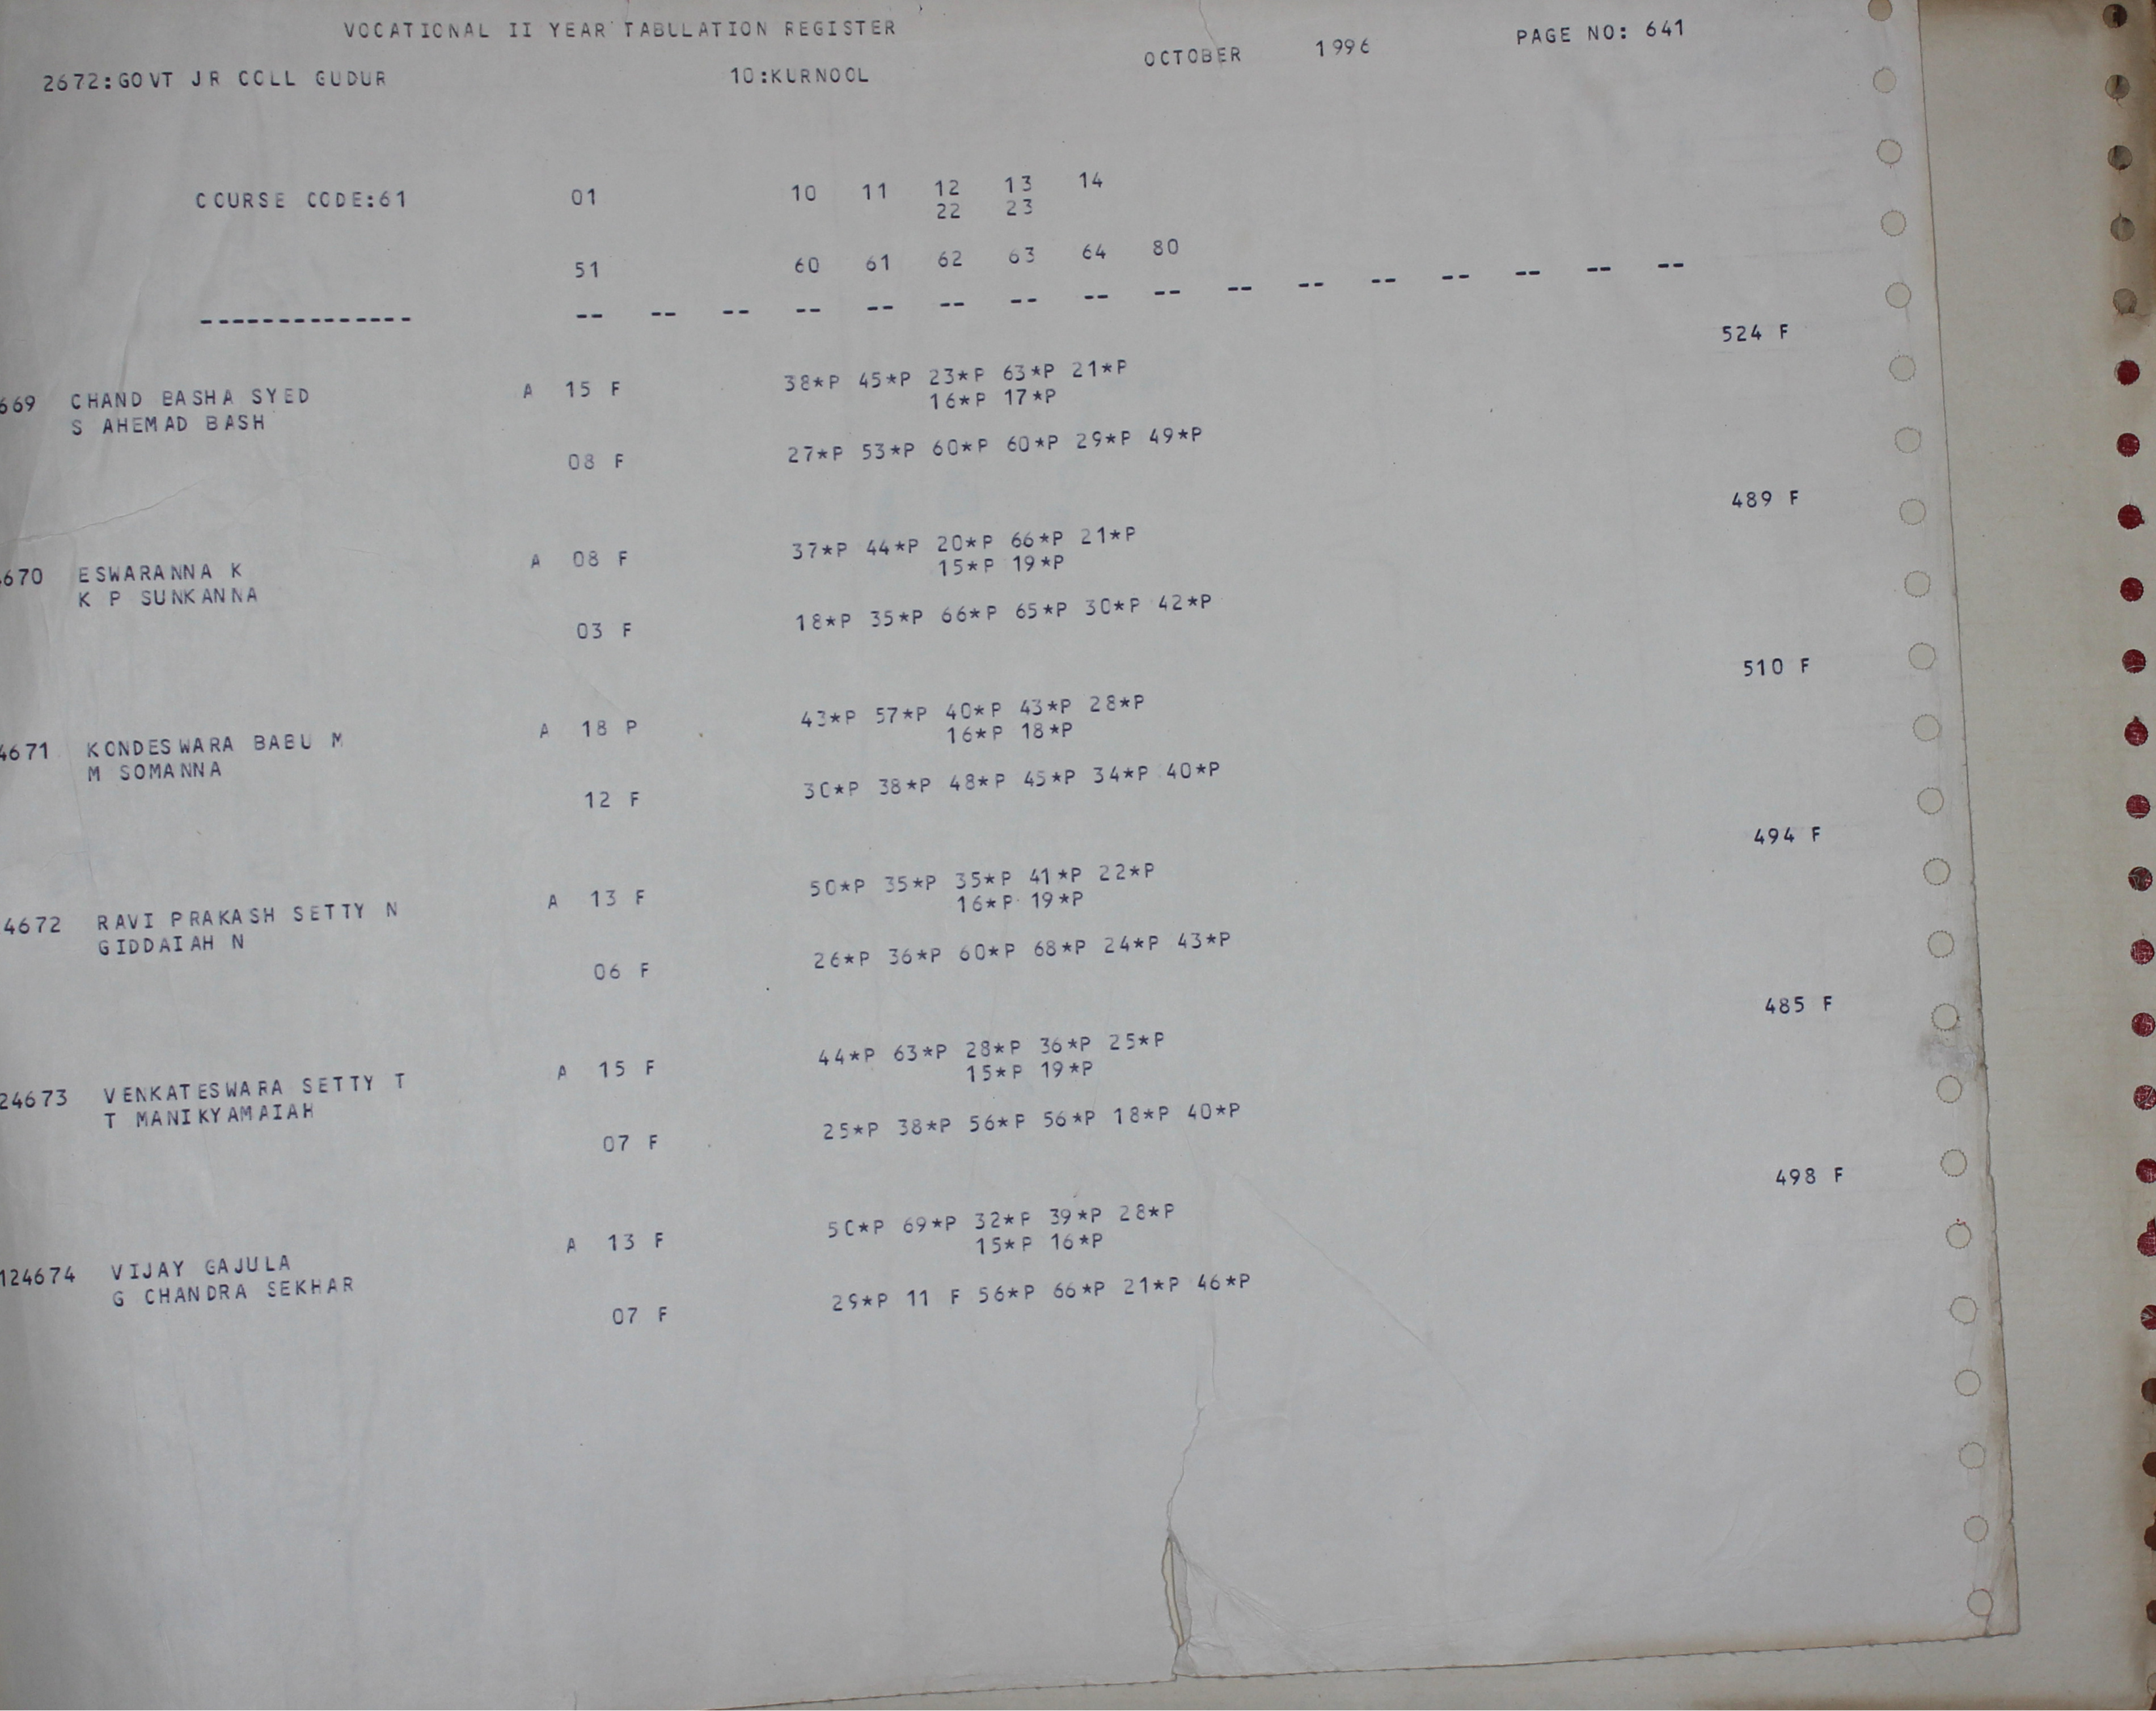 VOCATIONAL II YEAR TABULATION REGISTER OCTOBER 1996 PAGE NO: 641
2672:GOVT JR COLL GUDUR 10:KURNOOL
COURSE CODE:61 01 10 11 12 13 14
22 23
51 60 61 62 63 64 80
-------------- -- -- -- -- -- -- -- -- -- -- -- -- -- -- -- --
524 F
669 CHAND BASHA SYED A 15 F 38*P 45*P 23*P 63*P 21*P
S AHEMAD BASH 16*P 17*P
08 F 27*P 53*P 60*P 60*P 29*P 49*P
489 F
4670 ESWARANNA K A 08 F 37*P 44*P 20*P 66*P 21*P
K P SUNKANNA 15*P 19*P
03 F 18*P 35*P 66*P 65*P 30*P 42*P
510 F
4671 KONDESWARA BABU M A 18 P 43*P 57*P 40*P 43*P 28*P
M SOMANNA 16*P 18*P
12 F 30*P 38*P 48*P 45*P 34*P 40*P
494 F
4672 RAVI PRAKASH SETTY N A 13 F 50*P 35*P 35*P 41*P 22*P
GIDDAIAH N 16*P 19*P
06 F 26*P 36*P 60*P 68*P 24*P 43*P
485 F
24673 VENKATESWARA SETTY T A 15 F 44*P 63*P 28*P 36*P 25*P
T MANIKYAMAIAH 15*P 19*P
07 F 25*P 38*P 56*P 56*P 18*P 40*P
498 F
124674 VIJAY GAJULA A 13 F 50*P 69*P 32*P 39*P 28*P
G CHANDRA SEKHAR 15*P 16*P
07 F 29*P 11 F 56*P 66*P 21*P 46*P